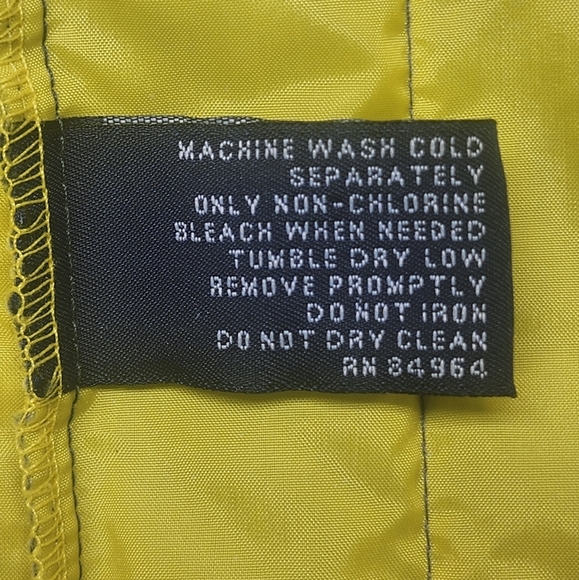 MACHINE WASH COLD
SEPARATELY
ONLY NON-CHLORINE
BLEACH WHEN NEEDED
TUMBLE DRY LOW
REMOVE PROMPTLY
DO NOT IRON
DO NOT DRY CLEAN
RN 84964